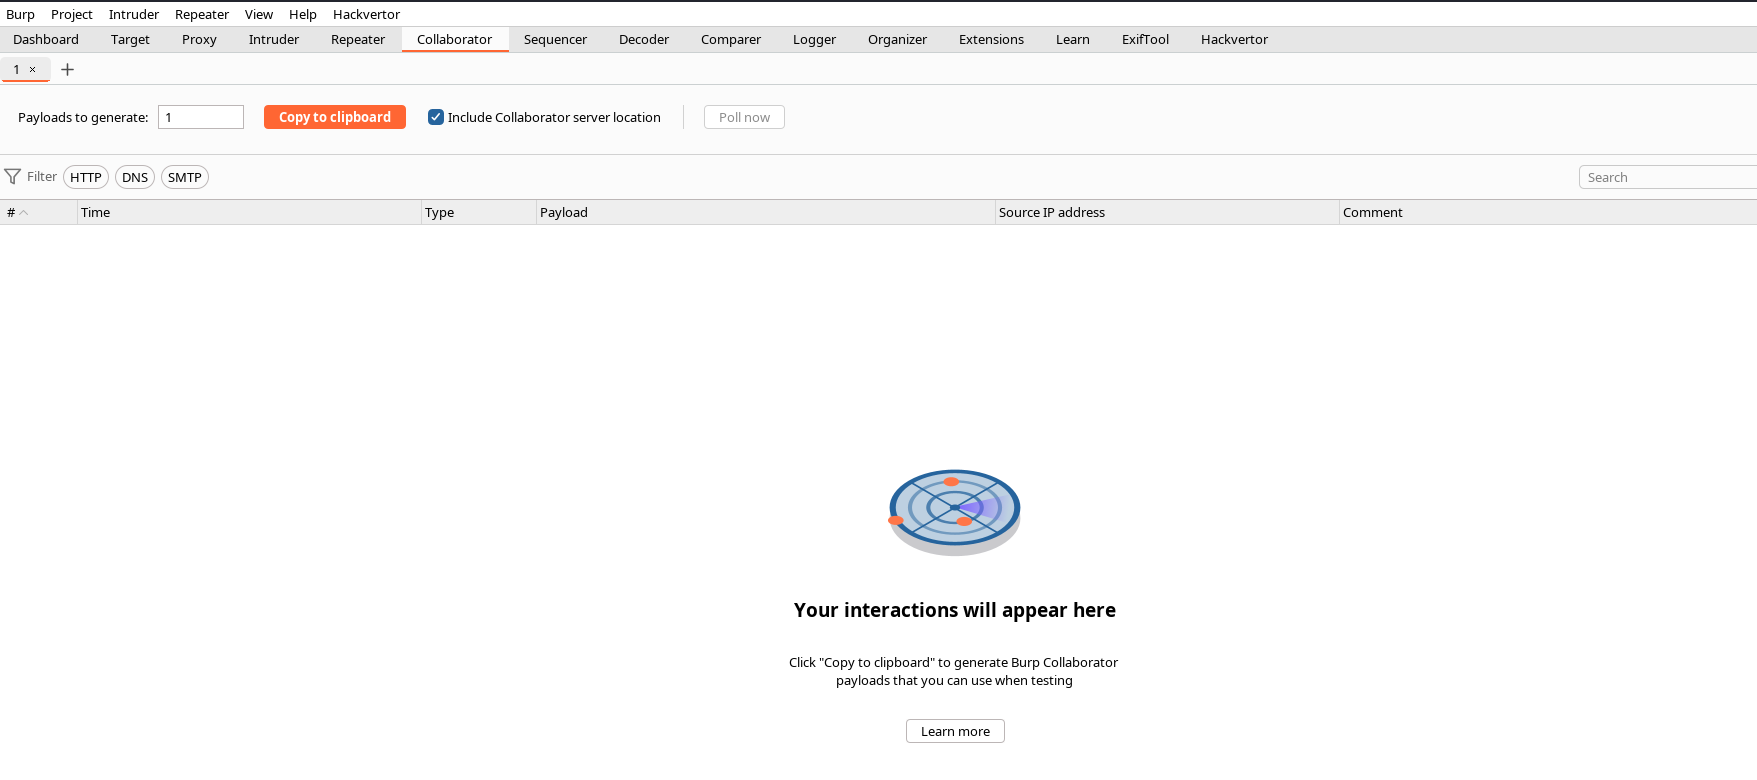 Burp Project Intruder Repeater View Help Hackvertor
Dashboard Target Proxy Intruder Repeater Collaborator Sequencer Decoder Comparer Logger Organizer Extensions Learn ExifTool Hackvertor
1 × +
Payloads to generate: 1 Copy to clipboard Include Collaborator server location Poll now
Filter HTTP DNS SMTP Search
# Time Type Payload Source IP address Comment
Your interactions will appear here
Click "Copy to clipboard" to generate Burp Collaborator
payloads that you can use when testing
Learn more